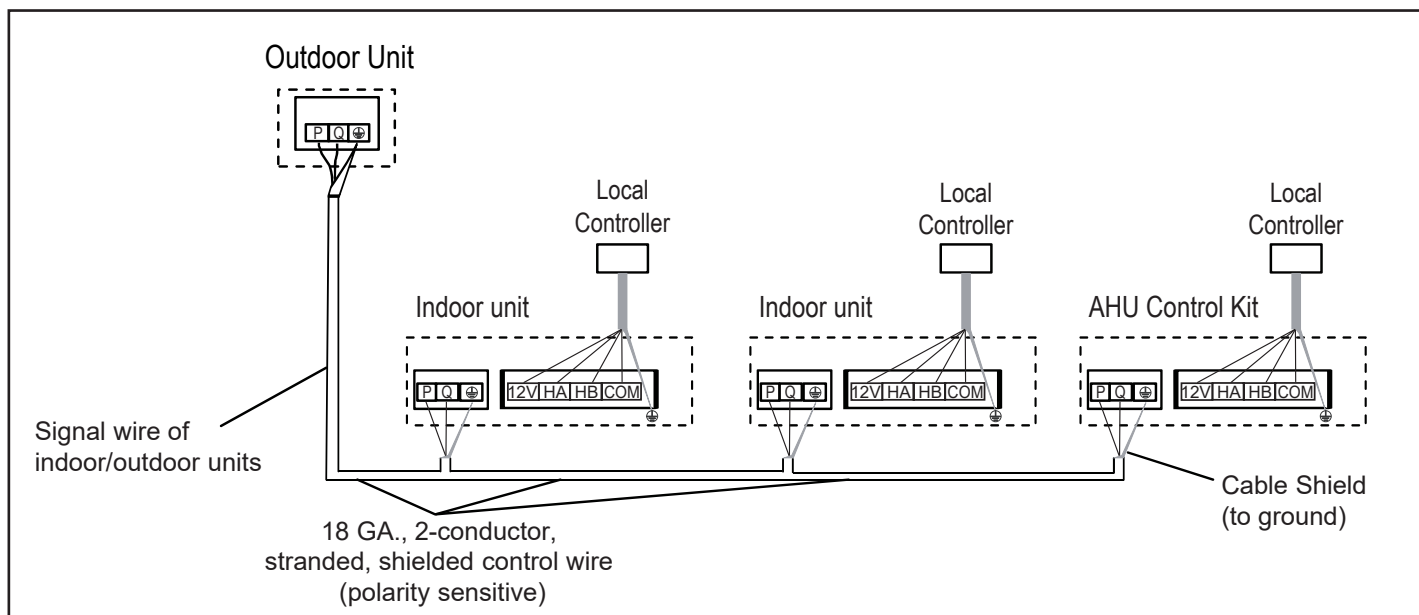 Outdoor Unit
P Q
Local
Controller
Local
Controller
Local
Controller
Indoor unit
Indoor unit
AHU Control Kit
P Q
12V HA HB COM
P Q
12V HA HB COM
P Q
12V HA HB COM
Signal wire of
indoor/outdoor units
Cable Shield
(to ground)
18 GA., 2-conductor,
stranded, shielded control wire
(polarity sensitive)